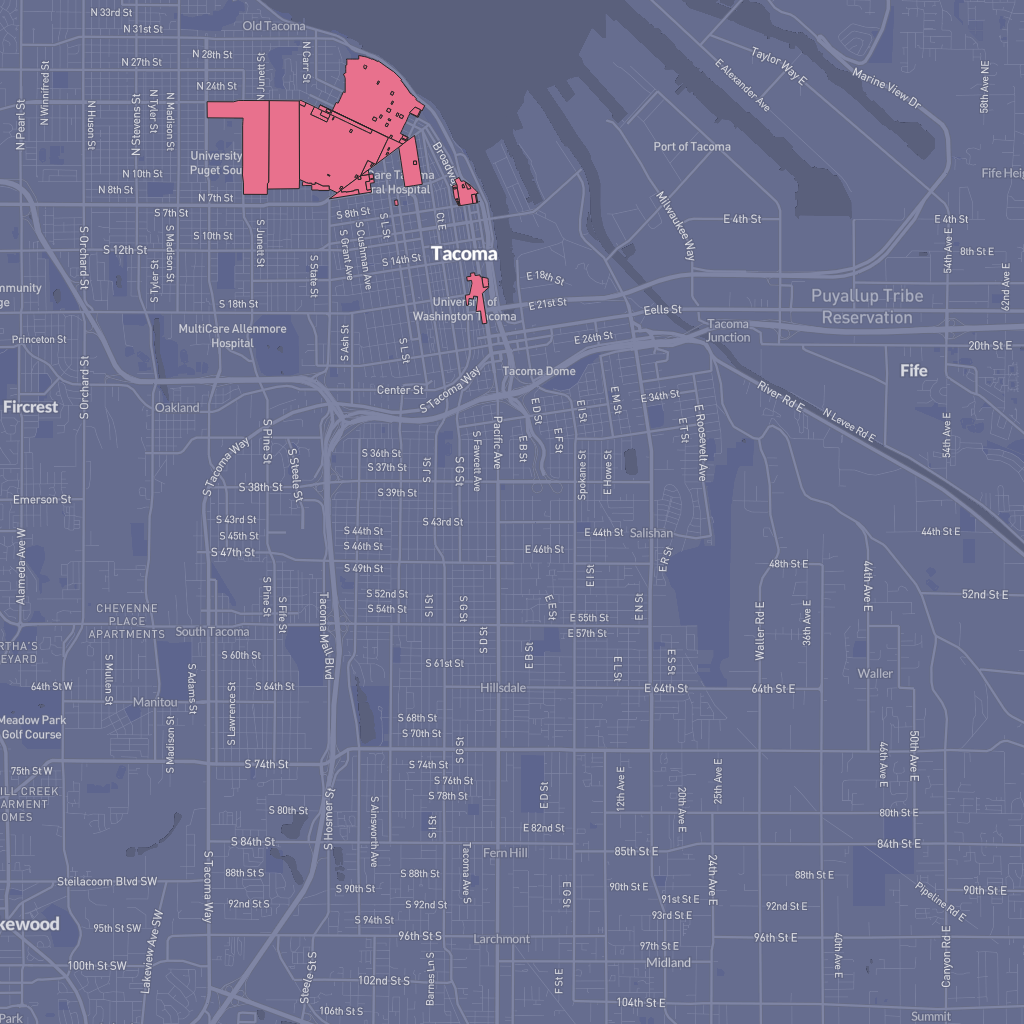 N 33rd St
N 31st St
Old Tacoma
N 28th St
N 27th St
N 24th St
N Carr St
N Junett St
N Winnifred St
N Pearl St
N Huson St
N Stevens St
N Tyler St
N Madison St
Taylor Way E
E Alexander Ave
Marine View Dr
58th Ave NE
Port of Tacoma
Broadway
University
Puget Sou
N 10th St
N 8th St
N 7th St
Care Tacoma
ral Hospital
Fife Heig
S 7th St
S 8th St
S 10th St
S 12th St
S 14th St
S 18th St
S L St
Ct E
Milwaukee Way
E 4th St
E 4th St
8th St E
54th Ave E
62nd Ave E
S Orchard St
S Madison St
S Tyler St
S Junett St
S State St
S Grant Ave
S Cushman Ave
Tacoma
E 18th St
E 21st St
University of
Washington Tacoma
Eells St
E 26th St
Puyallup Tribe
Reservation
Tacoma
Junction
20th St E
mmunity
ge
Princeton St
MultiCare Allenmore
Hospital
S Ash St
S L St
Tacoma Dome
Fife
Fircrest
S Orchard St
Oakland
Center St
S Tacoma Way
E 34th St
River Rd E
N Levee Rd E
54th Ave E
S Pine St
S Steele St
S Tacoma Way
S 36th St
S 37th St
S 38th St
S 39th St
S G St
S Fawcett Ave
Pacific Ave
E B St
E D St
E F St
E I St
E M St
E T St
E Roosevelt Ave
Spokane St
E Howe St
Emerson St
S 43rd St
S 45th St
S 47th St
S 43rd St
S 44th St
S 46th St
S 49th St
E 44th St
Salishan
E 46th St
E R St
44th St E
48th St E
44th Ave E
52nd St E
Alameda Ave W
S Pine St
S Fife St
S 52nd St
S 54th St
S I St
S G St
E E St
E I St
E N St
E 55th St
E 57th St
CHEYENNE
PLACE
APARTMENTS
South Tacoma
Tacoma Mall Blvd
Waller Rd E
36th Ave E
RTHA'S
EYARD
S 60th St
S 61st St
S D St
E B St
E L St
E S St
64th St W
S Mullen St
S Adams St
S Lawrence St
S 64th St
Manitou
Hillsdale
E 64th St
64th St E
Waller
Meadow Park
Golf Course
S Madison St
S 68th St
S 70th St
S G St
50th Ave E
46th Ave E
75th St W
S 74th St
S 74th St
S 76th St
S 78th St
E D St
12th Ave E
20th Ave E
25th Ave E
ILL CREEK
ARMENT
OMES
S 80th St
S Hosmer St
S Ainsworth Ave
S I St
E 82nd St
80th St E
S 84th St
Fern Hill
84th St E
85th St E
S Tacoma Way
Tacoma Ave S
Steilacoom Blvd SW
88th St S
S 88th St
S 90th St
90th St E
88th St E
Pipeline Rd E
90th St E
24th Ave E
E G St
92nd St S
S 92nd St
91st St E
92nd St E
93rd St E
S 94th St
kewood
95th St SW
Lakeview Ave SW
96th St S
Larchmont
96th St E
97th St E
40th Ave E
Canyon Rd E
100th St SW
Steele St S
102nd St S
Barnes Ln S
F St E
Midland
104th St E
106th St S
Park
Summit